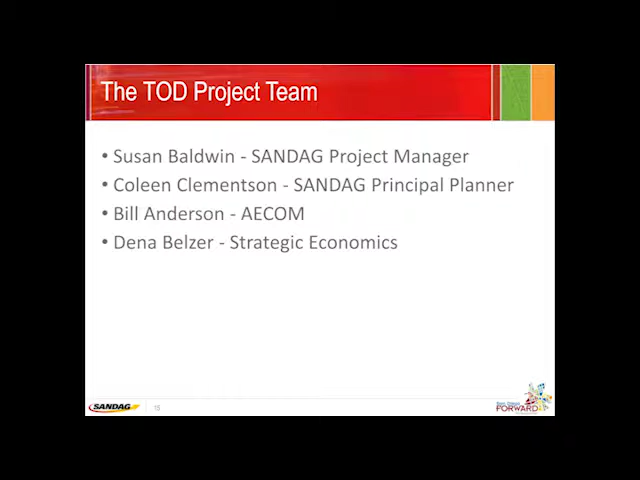 The TOD Project Team
• Susan Baldwin - SANDAG Project Manager
• Coleen Clementson - SANDAG Principal Planner
• Bill Anderson - AECOM
• Dena Belzer - Strategic Economics
SANDAG
15
FORWARD